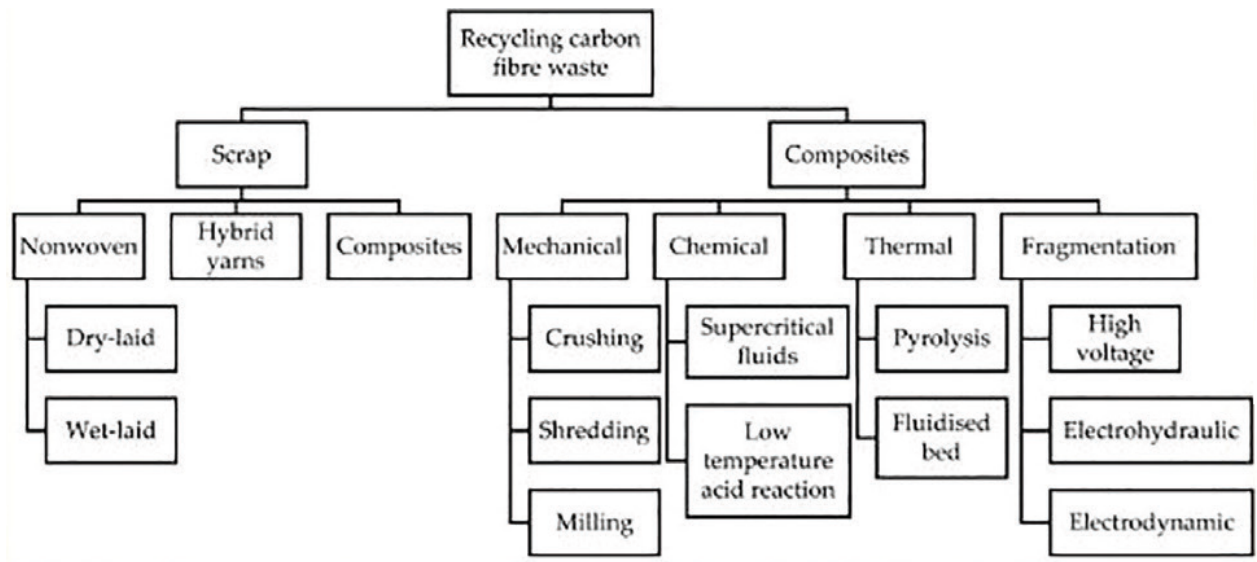 Recycling carbon
fibre waste
Scrap
Composites
Nonwoven
Hybrid
yarns
Composites
Mechanical
Chemical
Thermal
Fragmentation
Dry-laid
Wet-laid
Crushing
Shredding
Milling
Supercritical
fluids
Low
temperature
acid reaction
Pyrolysis
Fluidised
bed
High
voltage
Electrohydraulic
Electrodynamic